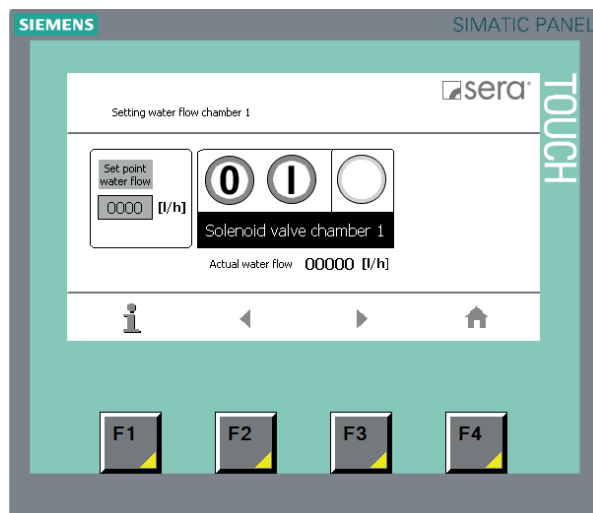 SIEMENS
SIMATIC PANEL
sera
TOUCH
Setting water flow chamber 1
Set point
water flow
0000 [l/h]
0 I
Solenoid valve chamber 1
Actual water flow 00000 [l/h]
i
F1 F2 F3 F4